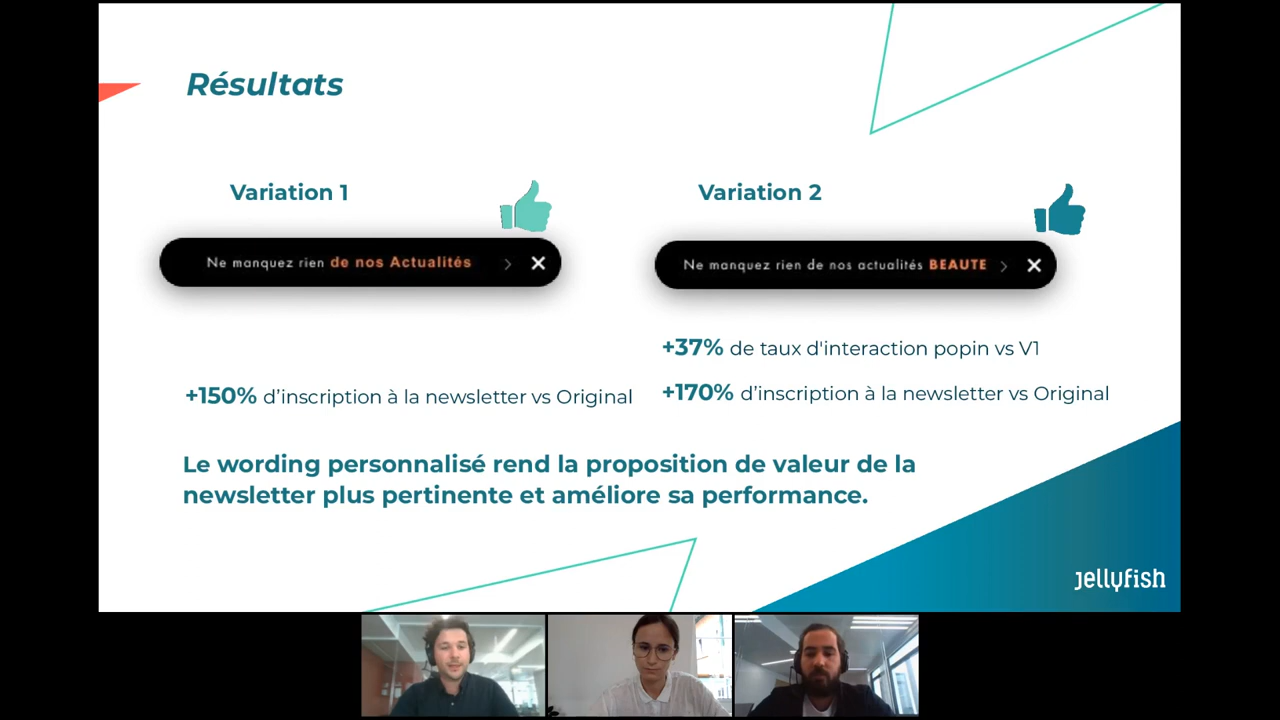 Résultats
Variation 1
Ne manquez rien de nos Actualités
+150% d’inscription à la newsletter vs Original
Variation 2
Ne manquez rien de nos actualités BEAUTE
+37% de taux d'interaction popin vs V1
+170% d’inscription à la newsletter vs Original
Le wording personnalisé rend la proposition de valeur de la
newsletter plus pertinente et améliore sa performance.
jellyfish